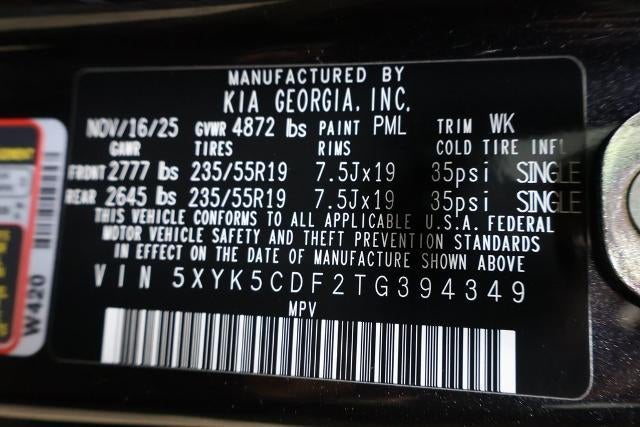 MANUFACTURED BY
KIA GEORGIA, INC.
NOV/16/25 GVWR 4872 lbs PAINT PML TRIM WK
GAWR TIRES RIMS COLD TIRE INFL
FRONT 2777 lbs 235/55R19 7.5Jx19 35psi SINGLE
REAR 2645 lbs 235/55R19 7.5Jx19 35psi SINGLE
THIS VEHICLE CONFORMS TO ALL APPLICABLE U.S.A. FEDERAL
MOTOR VEHICLE SAFETY AND THEFT PREVENTION STANDARDS
IN EFFECT ON THE DATE OF MANUFACTURE SHOWN ABOVE
VIN 5XYK5CDF2TG394349
MPV
W420